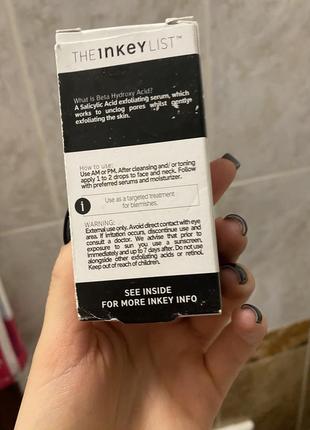 THE INKEY LIST™
What is Beta Hydroxy Acid?
A Salicylic Acid exfoliating serum, which
works to unclog pores whilst gently
exfoliating the skin.
How to use:
Use AM or PM. After cleansing and/ or toning
apply 1 to 2 drops to face and neck. Follow
with preferred serums and moisturizer.
i
Use as a targeted treatment
for blemishes.
WARNING:
External use only. Avoid direct contact with eye
area. If irritation occurs, discontinue use and
consult a doctor. We advise that prior to
exposure to sun you use a sunscreen,
immediately and up to 7 days after. Do not use
alongside other exfoliating acids or retinol.
Keep out of reach of children.
SEE INSIDE
FOR MORE INKEY INFO